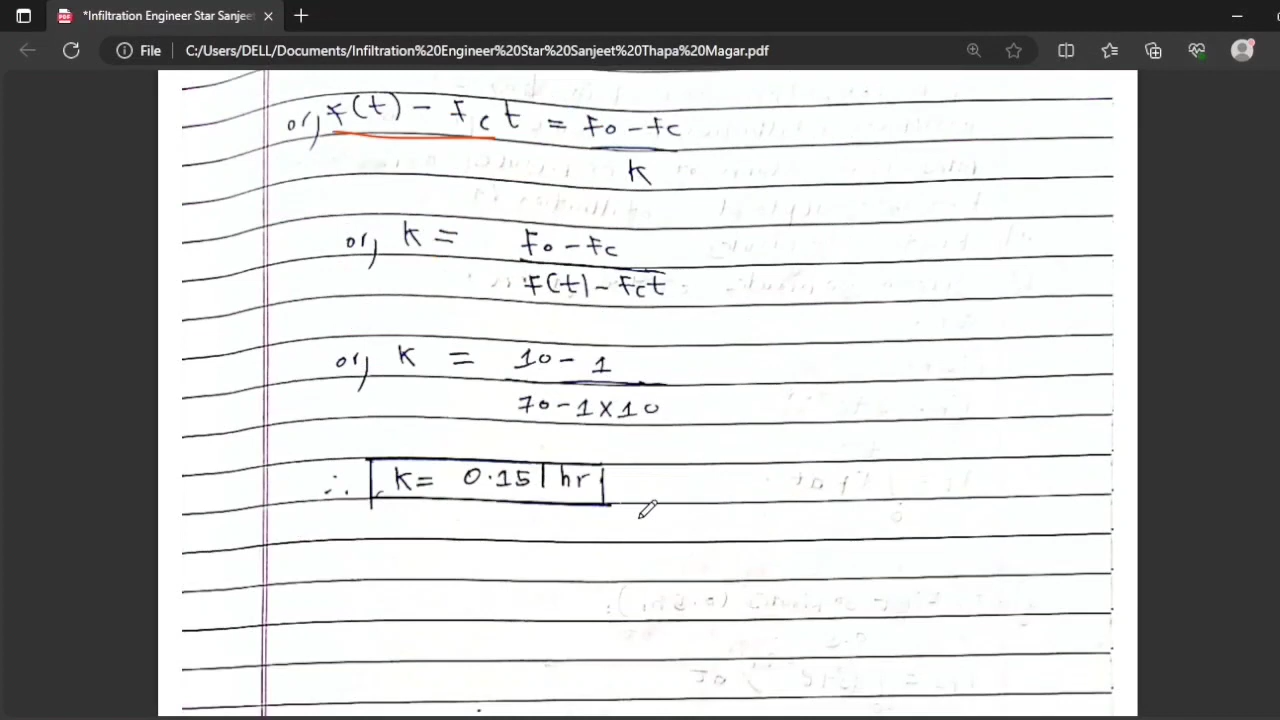 *Infiltration Engineer Star Sanjeet
File C:/Users/DELL/Documents/Infiltration%20Engineer%20Star%20Sanjeet%20Thapa%20Magar.pdf
or, F(t) - fc t = fo - fc
k
or, k = fo - fc
F(t) - fct
or, k = 10 - 1
70 - 1 x 10
∴ k = 0.15 | hr